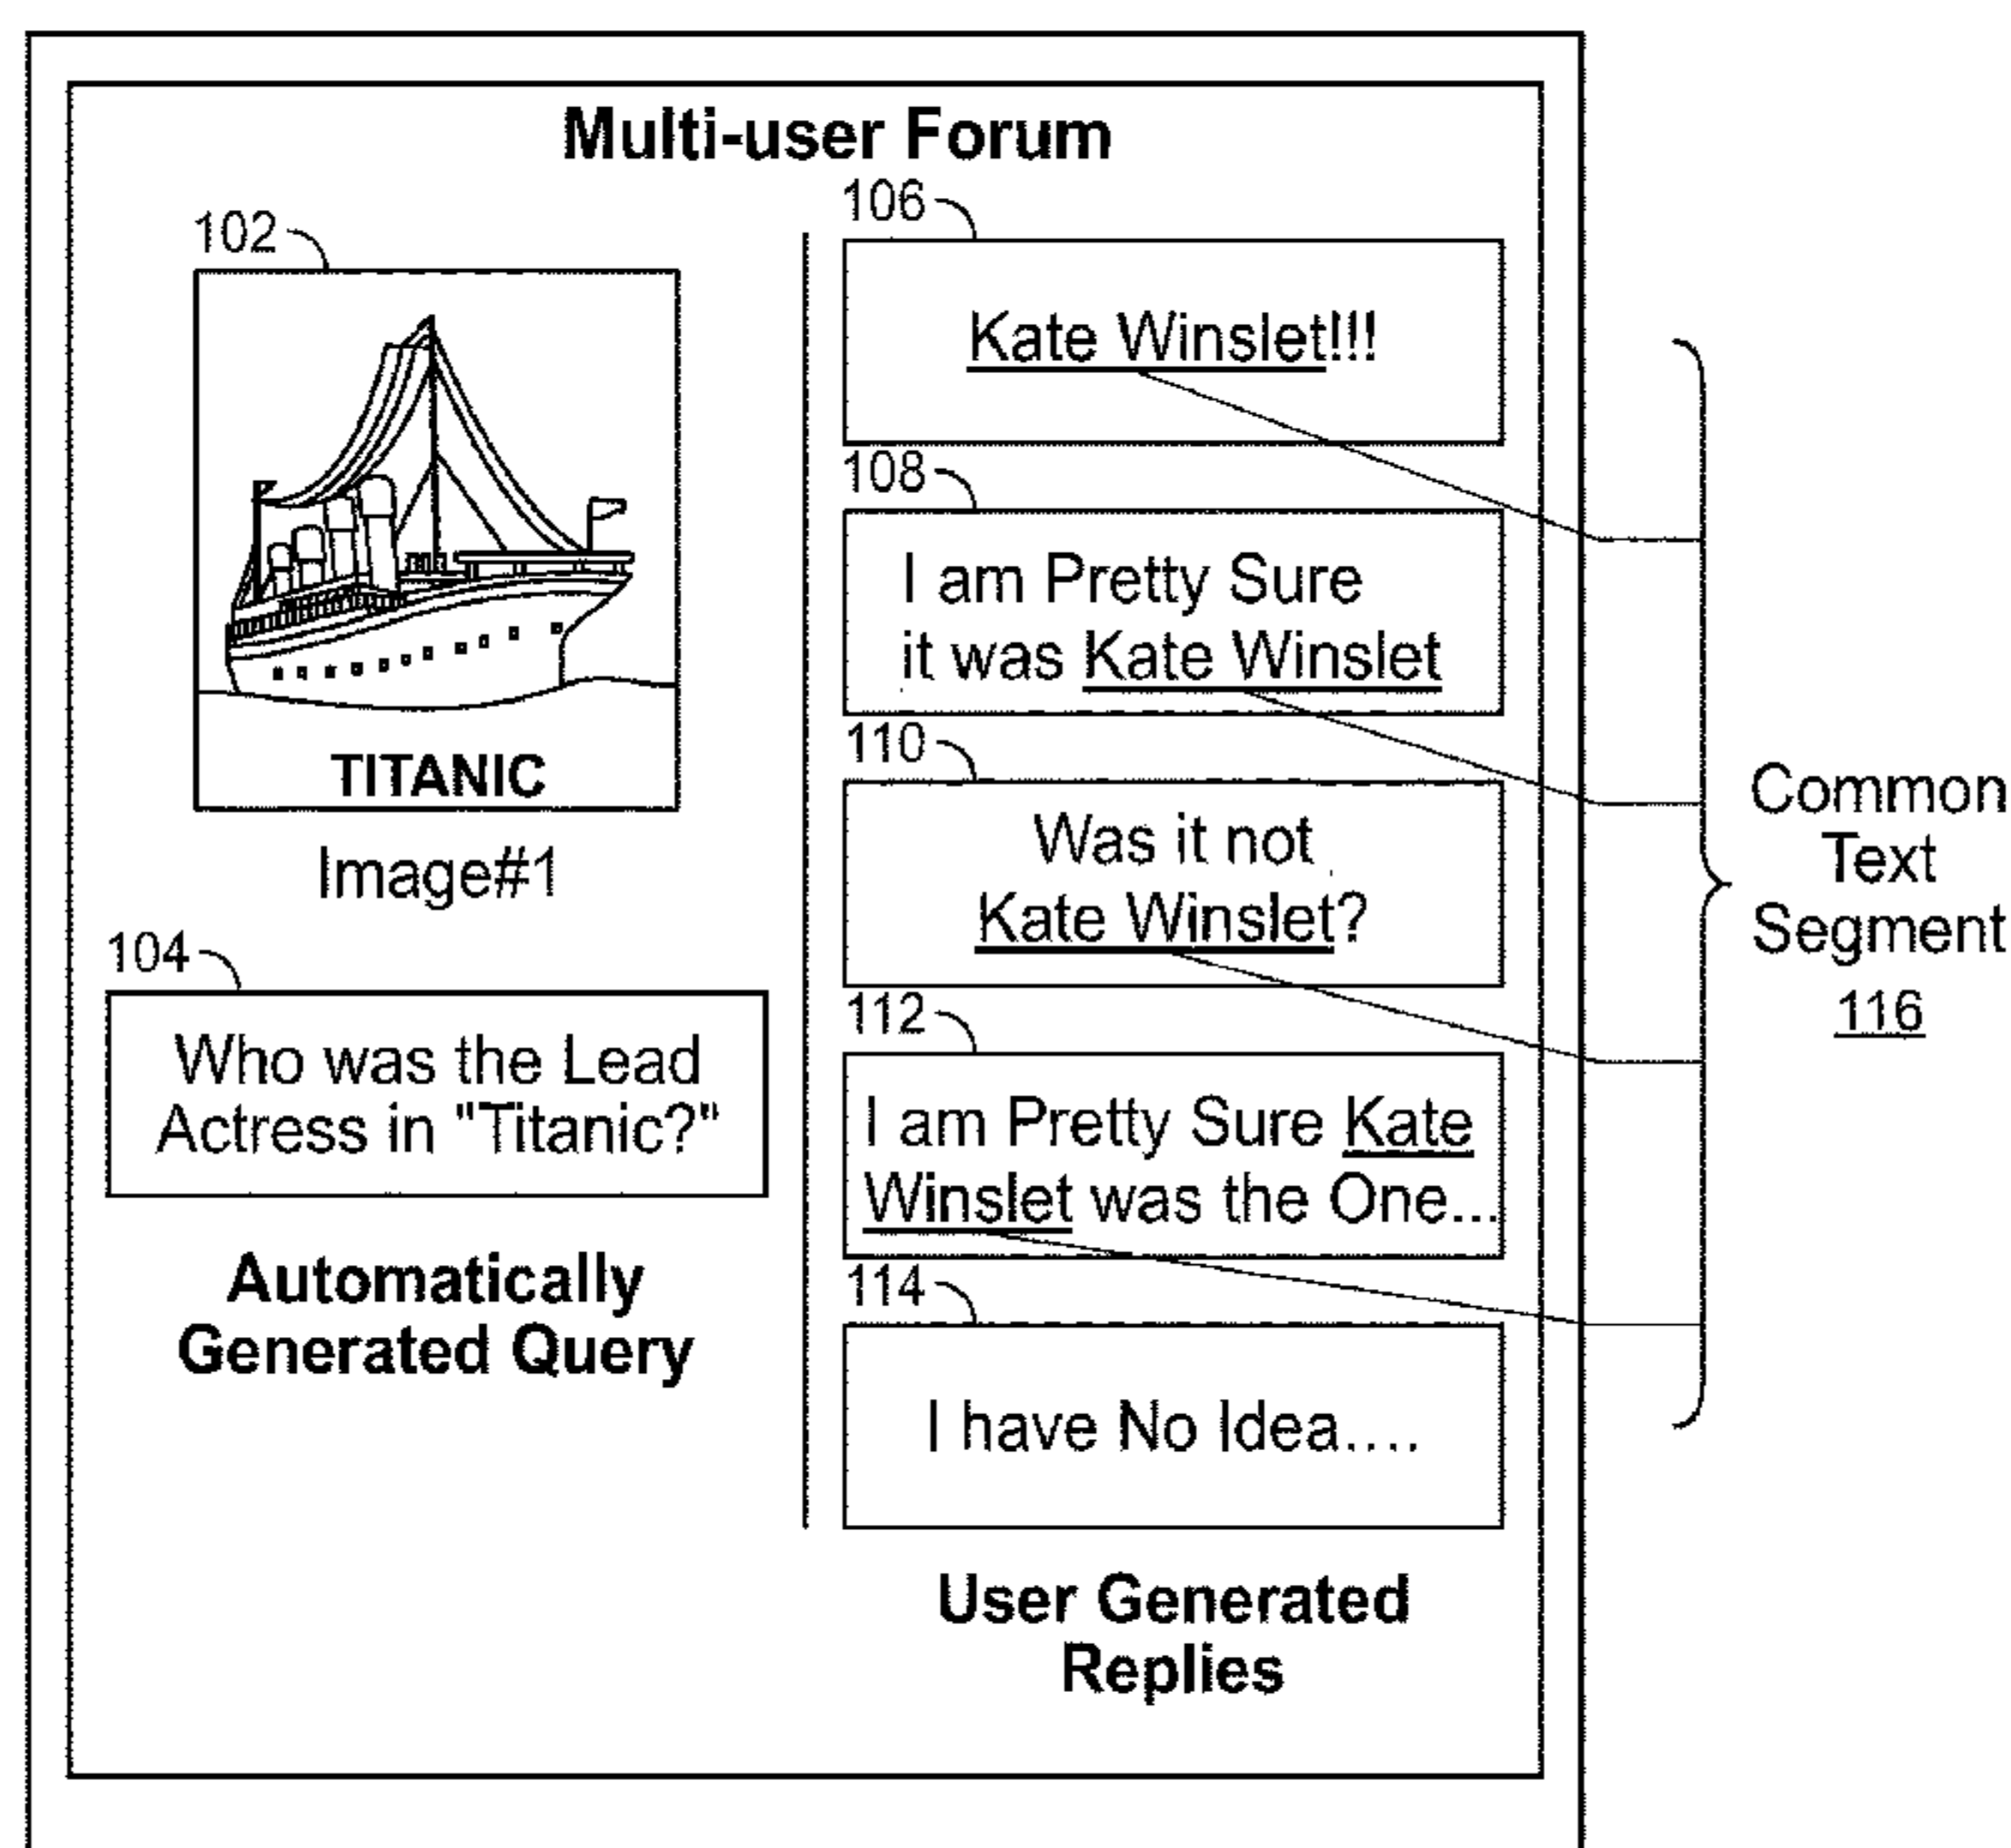 Multi-user Forum
102
TITANIC
Image#1
104
Who was the Lead
Actress in "Titanic?"
Automatically
Generated Query
106
Kate Winslet!!!
108
I am Pretty Sure
it was Kate Winslet
110
Was it not
Kate Winslet?
112
I am Pretty Sure Kate
Winslet was the One...
114
I have No Idea....
User Generated
Replies
Common
Text
Segment
116